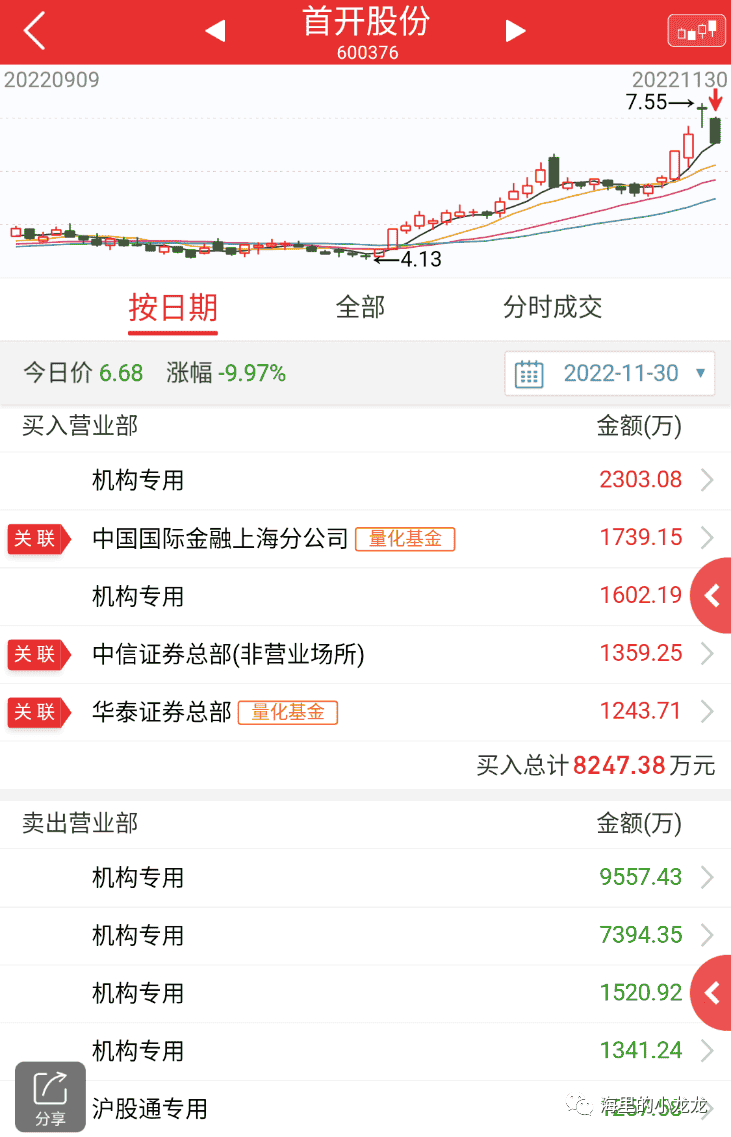 首开股份
600376
20220909 20221130
7.55
4.13
按日期 全部 分时成交
今日价 6.68 涨幅 -9.97% 2022-11-30
买入营业部 金额(万)
机构专用 2303.08
关联 中国国际金融上海分公司 量化基金 1739.15
机构专用 1602.19
关联 中信证券总部(非营业场所) 1359.25
关联 华泰证券总部 量化基金 1243.71
买入总计8247.38万元
卖出营业部 金额(万)
机构专用 9557.43
机构专用 7394.35
机构专用 1520.92
机构专用 1341.24
沪股通专用
海里的小龙龙
分享